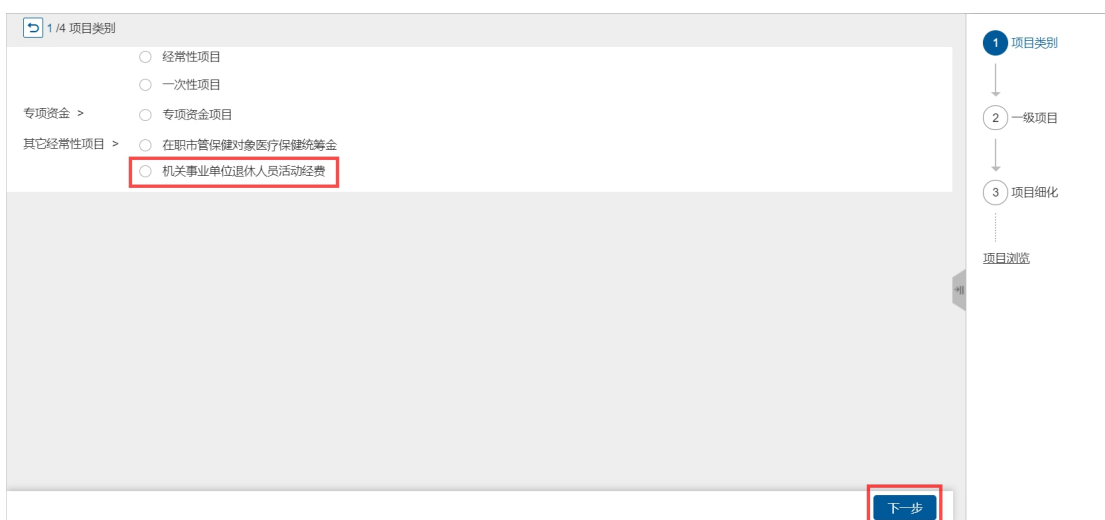 1 /4 项目类别
经常性项目
一次性项目
专项资金 > 专项资金项目
其它经常性项目 > 在职市管保健对象医疗保健统筹金
机关事业单位退休人员活动经费
下一步
1 项目类别
2 一级项目
3 项目细化
项目浏览